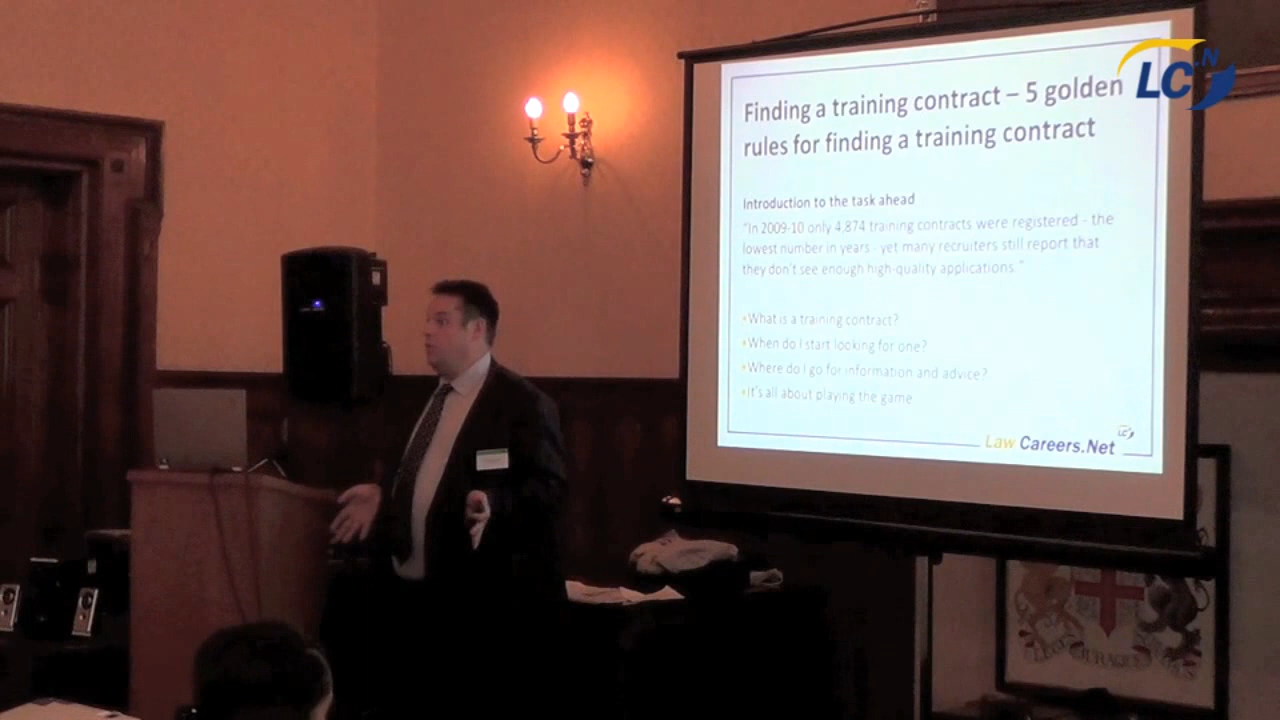 LC.N
Finding a training contract – 5 golden
rules for finding a training contract
Introduction to the task ahead
"In 2009-10 only 4,874 training contracts were registered - the
lowest number in years - yet many recruiters still report that
they don't see enough high-quality applications."
What is a training contract?
When do I start looking for one?
Where do I go for information and advice?
It's all about playing the game
LC
Law Careers.Net